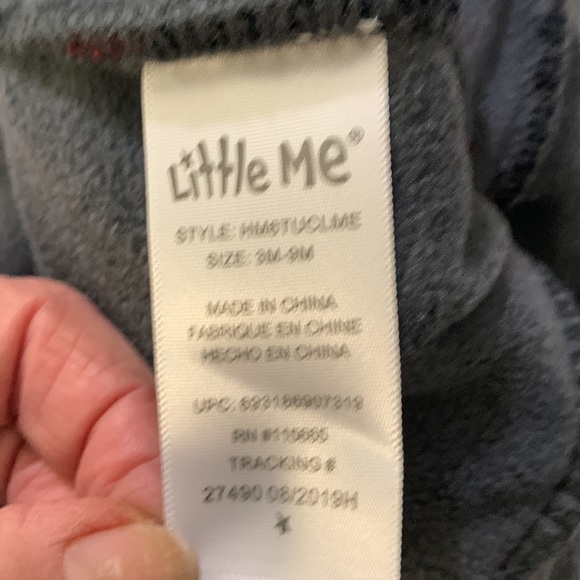 Little Me®
STYLE: HM6TUCLME
SIZE: 3M-9M
MADE IN CHINA
FABRIQUE EN CHINE
HECHO EN CHINA
UPC: 693186907319
RN #115665
TRACKING #
27490 08/2019H